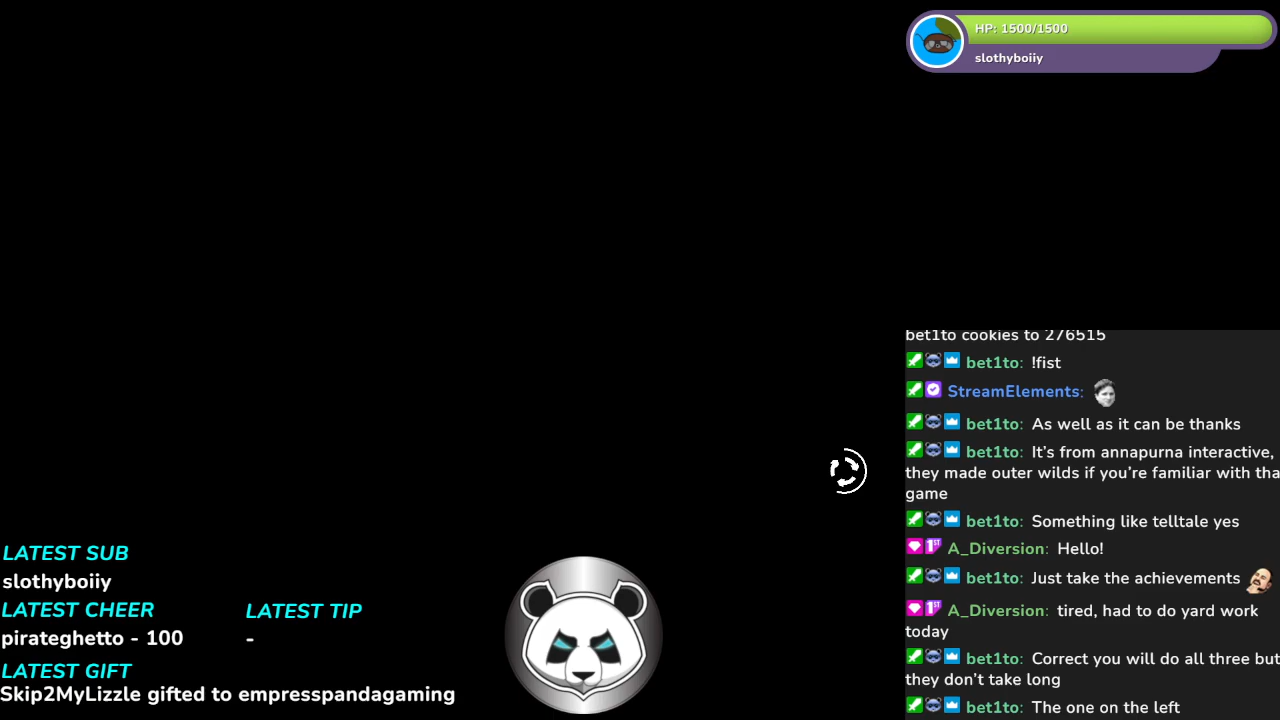 HP: 1500/1500
slothyboiiy
bet1to cookies to 276515
bet1to: !fist
StreamElements:
bet1to: As well as it can be thanks
bet1to: It’s from annapurna interactive,
they made outer wilds if you’re familiar with tha
game
bet1to: Something like telltale yes
A_Diversion: Hello!
bet1to: Just take the achievements
A_Diversion: tired, had to do yard work
today
bet1to: Correct you will do all three but
they don’t take long
bet1to: The one on the left
LATEST SUB
slothyboiiy
LATEST CHEER
pirateghetto - 100
LATEST TIP
-
LATEST GIFT
Skip2MyLizzle gifted to empresspandagaming